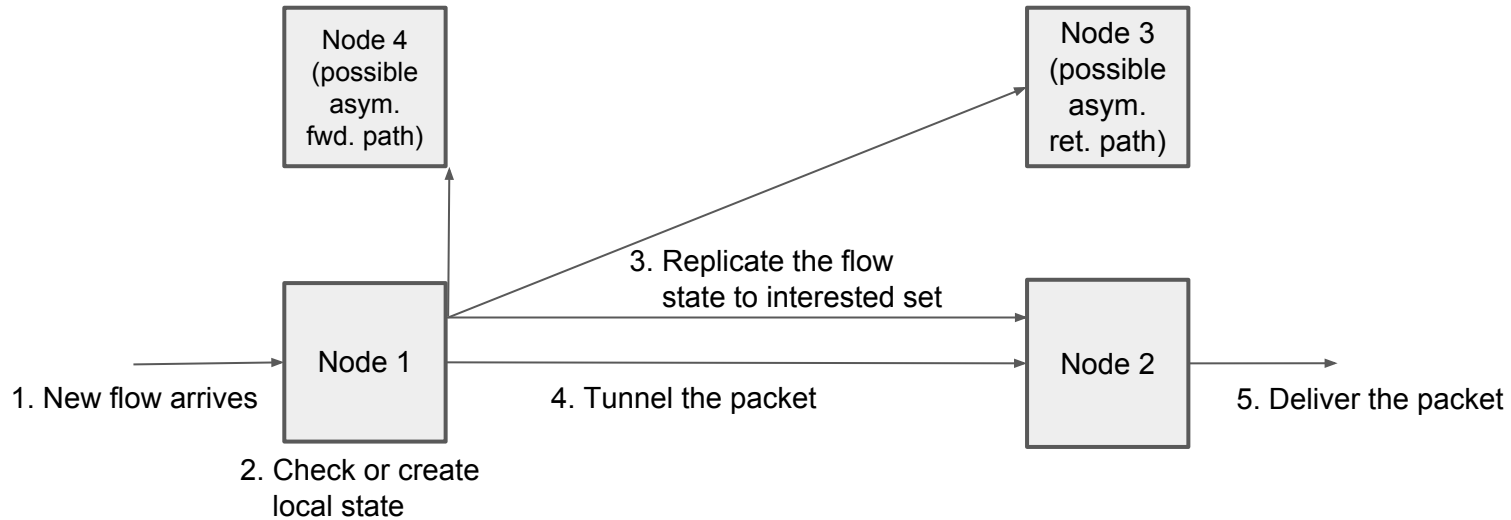 Node 4
(possible
asym.
fwd. path)
Node 3
(possible
asym.
ret. path)
3. Replicate the flow
state to interested set
Node 1
Node 2
1. New flow arrives
4. Tunnel the packet
5. Deliver the packet
2. Check or create
local state